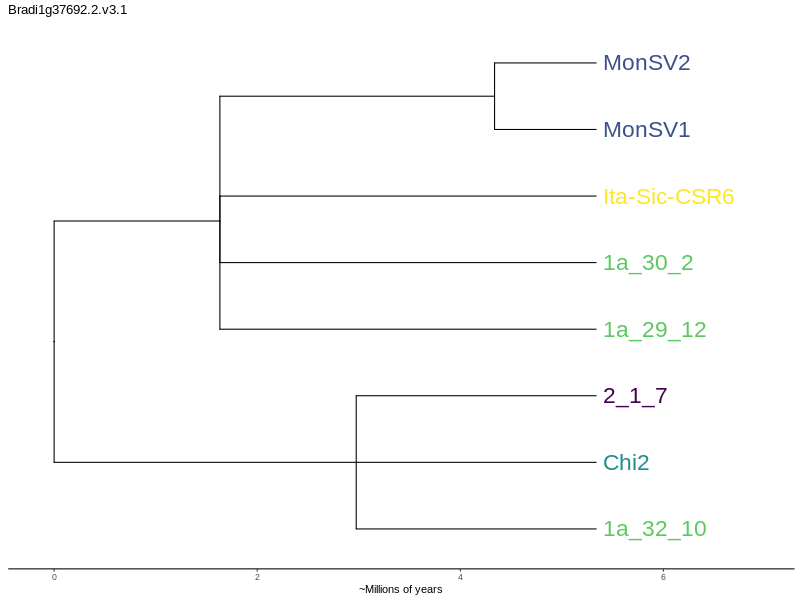 Bradi1g37692.2.v3.1
MonSV2
MonSV1
Ita-Sic-CSR6
1a_30_2
1a_29_12
2_1_7
Chi2
1a_32_10
0 2 4 6
~Millions of years